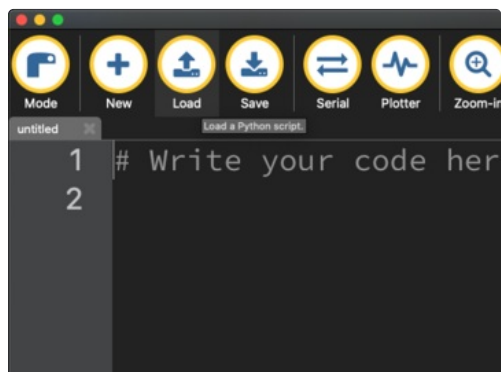 Mode New Load Save Serial Plotter Zoom-in
untitled Load a Python script.
1 # Write your code her
2